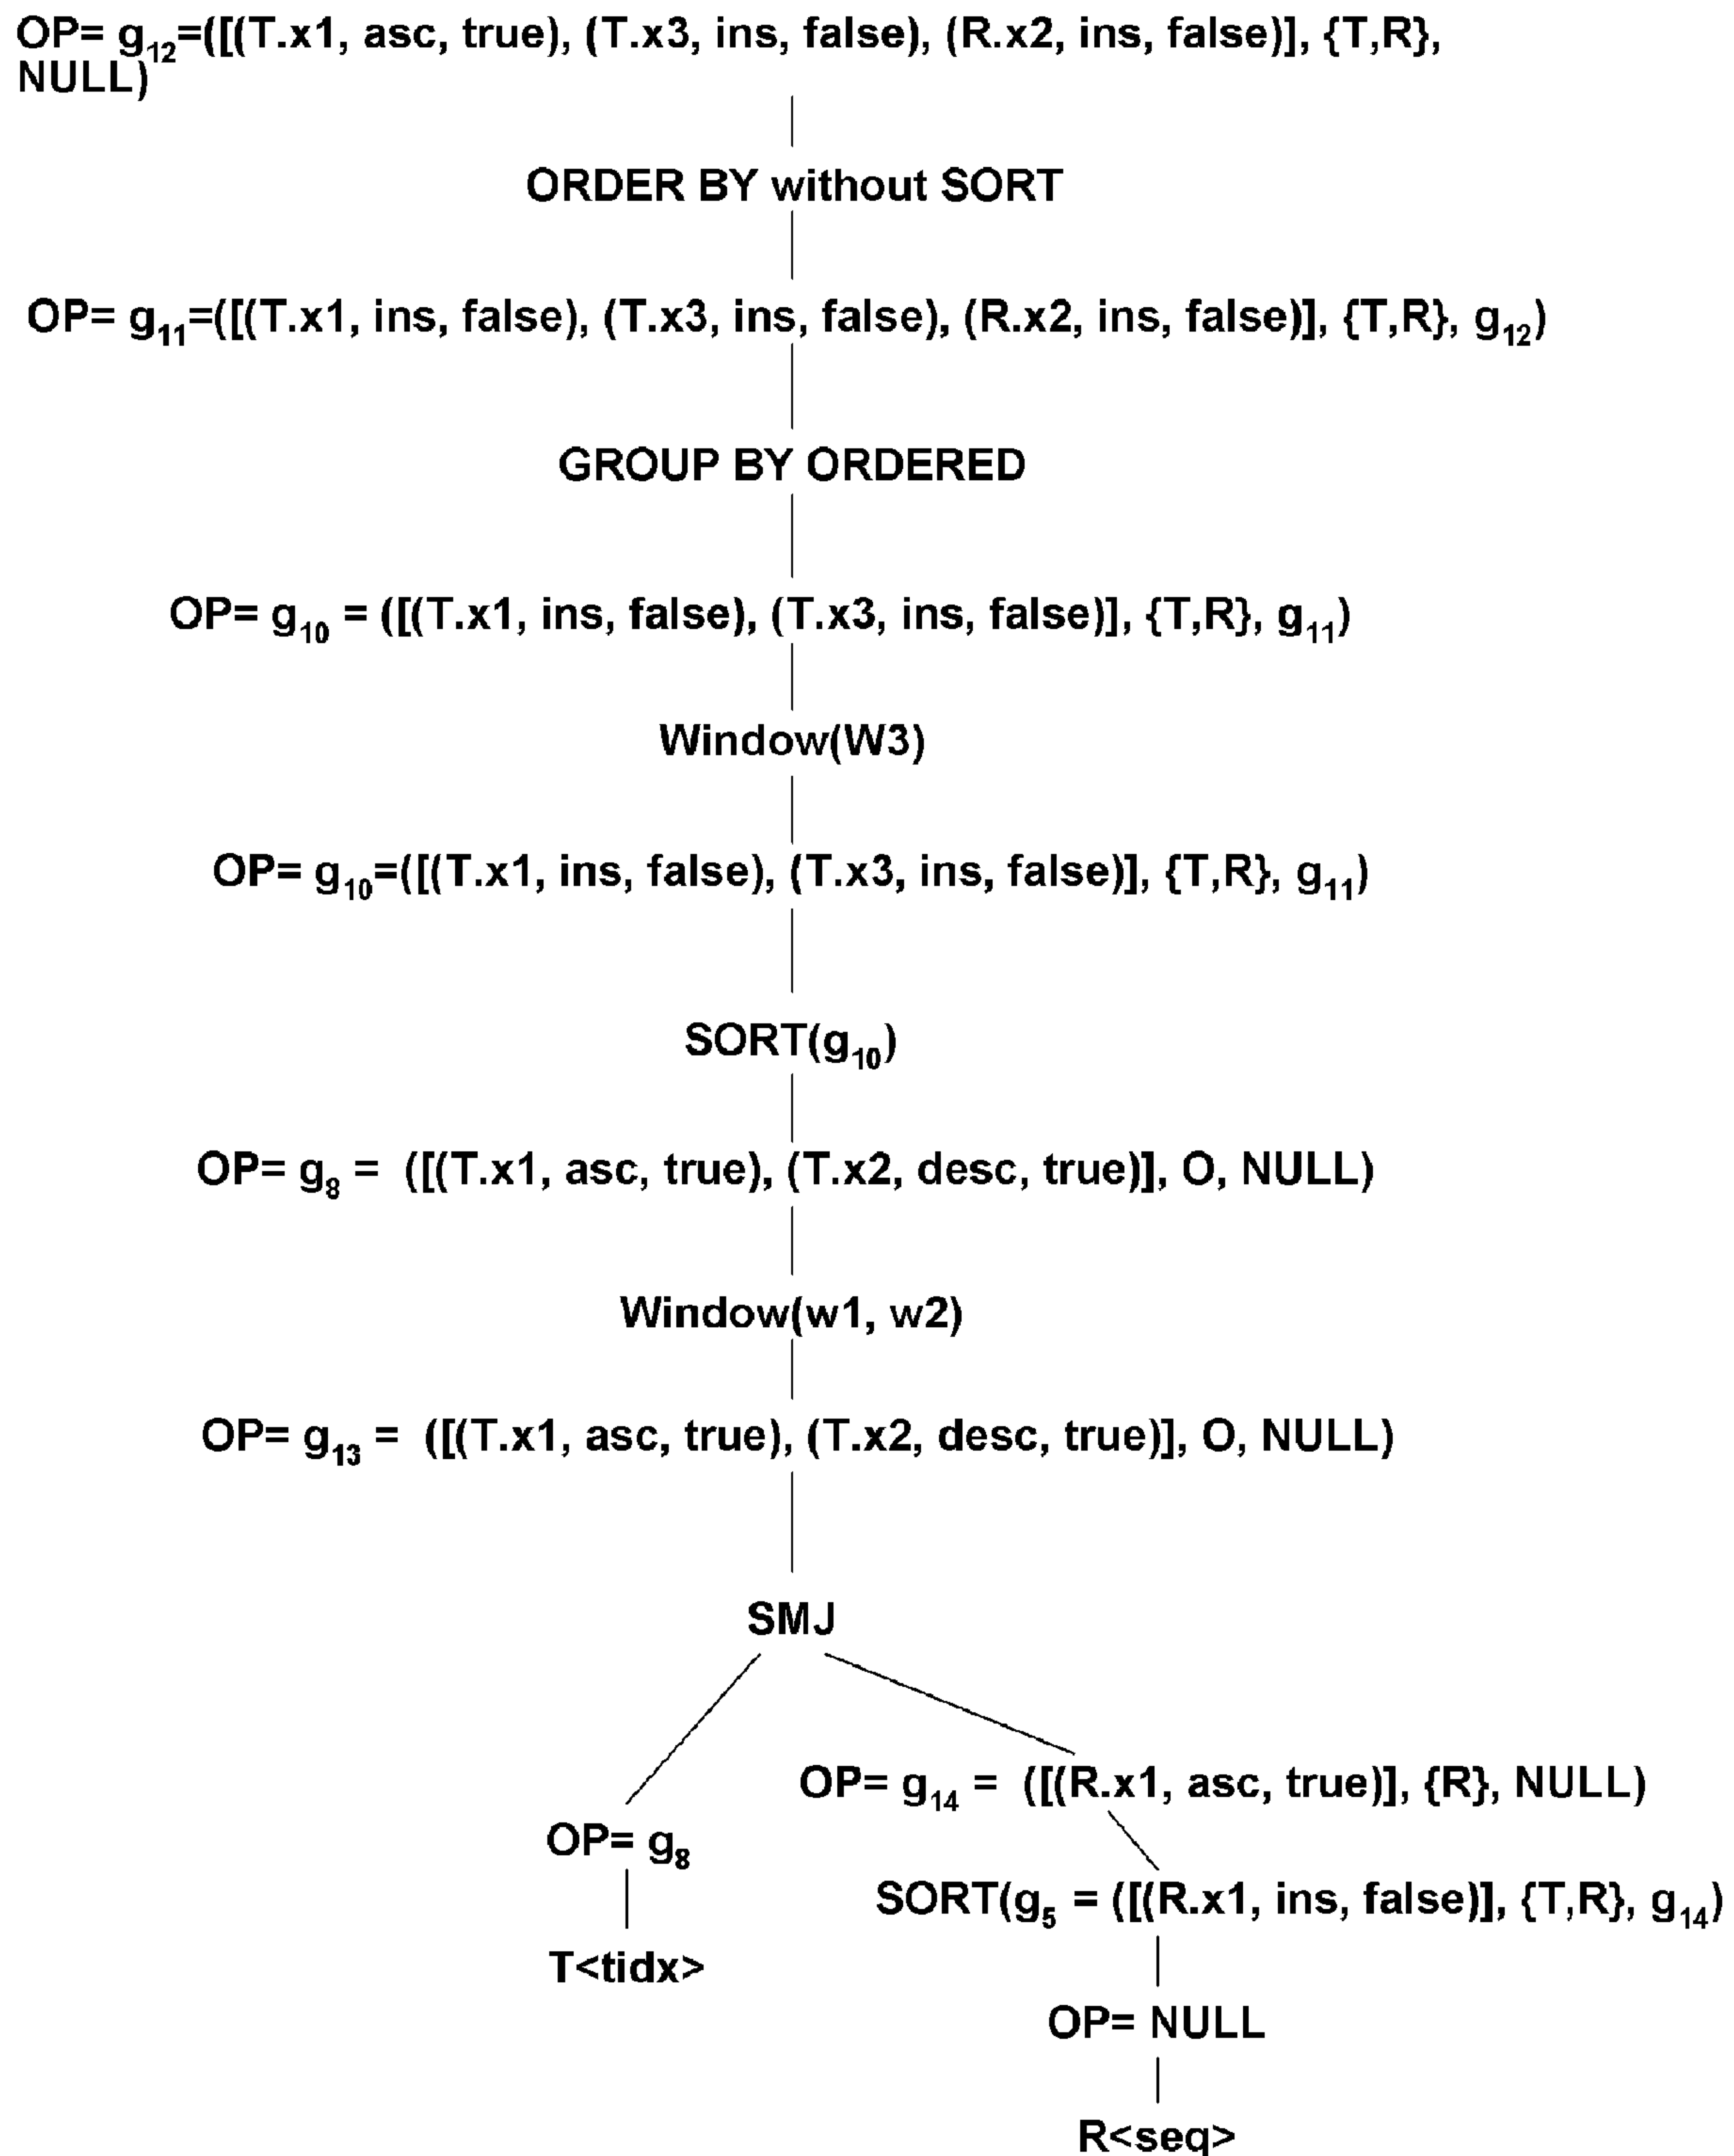 OP= g12=([(T.x1, asc, true), (T.x3, ins, false), (R.x2, ins, false)], {T,R},
NULL)
ORDER BY without SORT
OP= g11=([(T.x1, ins, false), (T.x3, ins, false), (R.x2, ins, false)], {T,R}, g12)
GROUP BY ORDERED
OP= g10 = ([(T.x1, ins, false), (T.x3, ins, false)], {T,R}, g11)
Window(W3)
OP= g10=([(T.x1, ins, false), (T.x3, ins, false)], {T,R}, g11)
SORT(g10)
OP= g8 = ([(T.x1, asc, true), (T.x2, desc, true)], O, NULL)
Window(w1, w2)
OP= g13 = ([(T.x1, asc, true), (T.x2, desc, true)], O, NULL)
SMJ
OP= g14 = ([(R.x1, asc, true)], {R}, NULL)
OP= g8
SORT(g5 = ([(R.x1, ins, false)], {T,R}, g14)
T<tidx>
OP= NULL
R<seq>